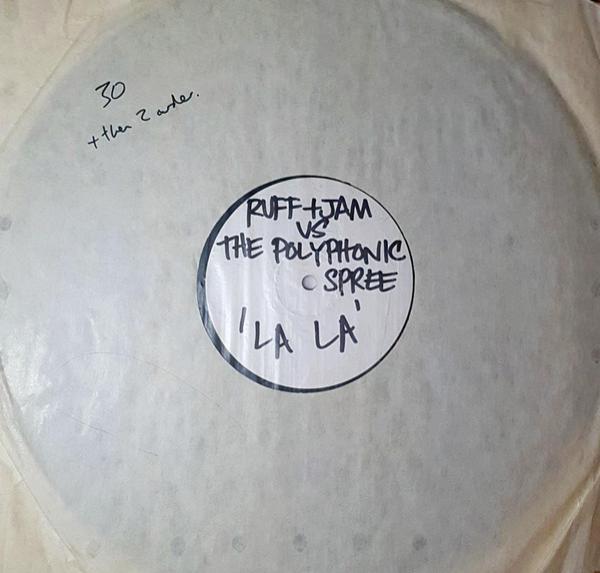 30
+ then 2 order.
RUFF + JAM
VS
THE POLYPHONIC
SPREE
'LA LA'